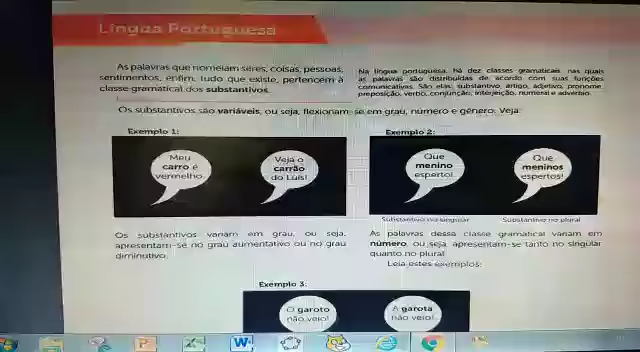 Língua Portuguesa
As palavras que nomeiam seres, coisas, pessoas,
sentimentos, enfim, tudo que existe, pertencem à
classe gramatical dos substantivos.
Na língua portuguesa, há dez classes gramaticais nas quais
as palavras são distribuídas de acordo com suas funções
comunicativas. São elas: substantivo, artigo, adjetivo, pronome,
preposição, verbo, conjunção, interjeição, numeral e advérbio.
Os substantivos são variáveis, ou seja, flexionam-se em grau, número e gênero. Veja:
Exemplo 1:
Meu
carro é
vermelho.
Veja o
carrão
do Luís!
Exemplo 2:
Que
menino
esperto!
Que
meninos
espertos!
Substantivo no singular
Substantivo no plural
Os substantivos variam em grau, ou seja,
apresentam-se no grau aumentativo ou no grau
diminutivo.
As palavras dessa classe gramatical variam em
número, ou seja, apresentam-se tanto no singular
quanto no plural.
Leia estes exemplos:
Exemplo 3:
O garoto
não veio!
A garota
não veio!